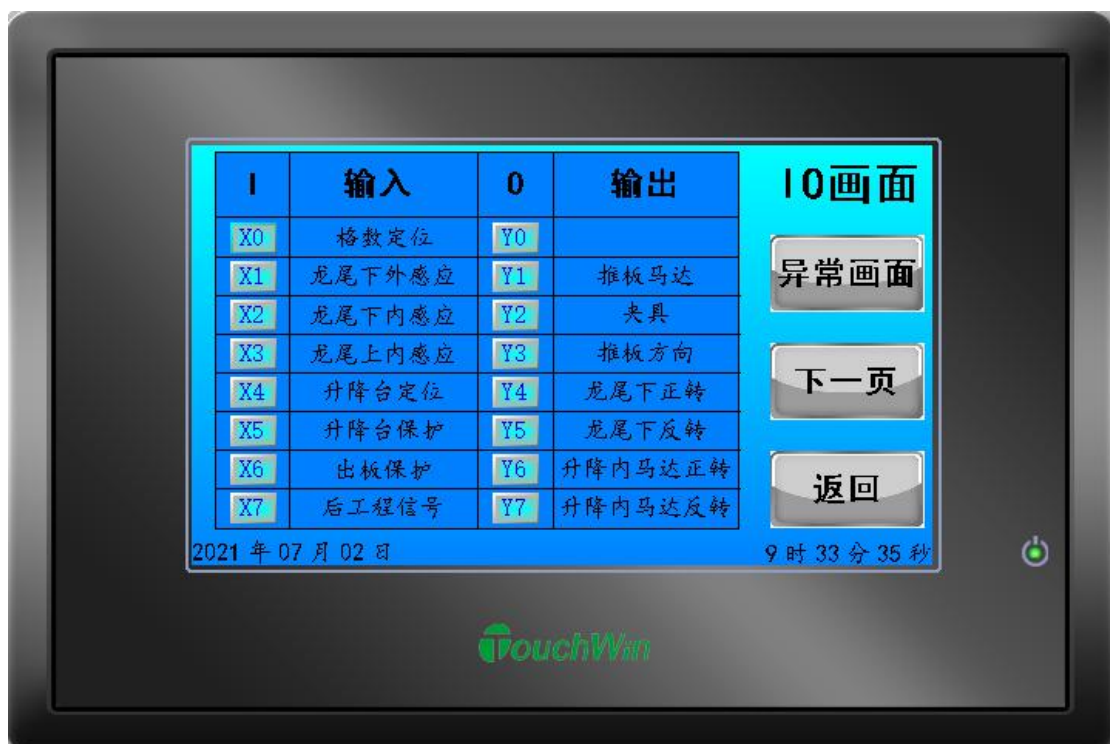 I 输入 O 输出 IO画面
X0 格数定位 Y0
X1 龙尾下外感应 Y1 推板马达
X2 龙尾下内感应 Y2 夹具
X3 龙尾上内感应 Y3 推板方向
X4 升降台定位 Y4 龙尾下正转
X5 升降台保护 Y5 龙尾下反转
X6 出板保护 Y6 升降内马达正转
X7 后工程信号 Y7 升降内马达反转
异常画面
下一页
返回
2021 年 07 月 02 日 9 时 33 分 35 秒
TouchWin